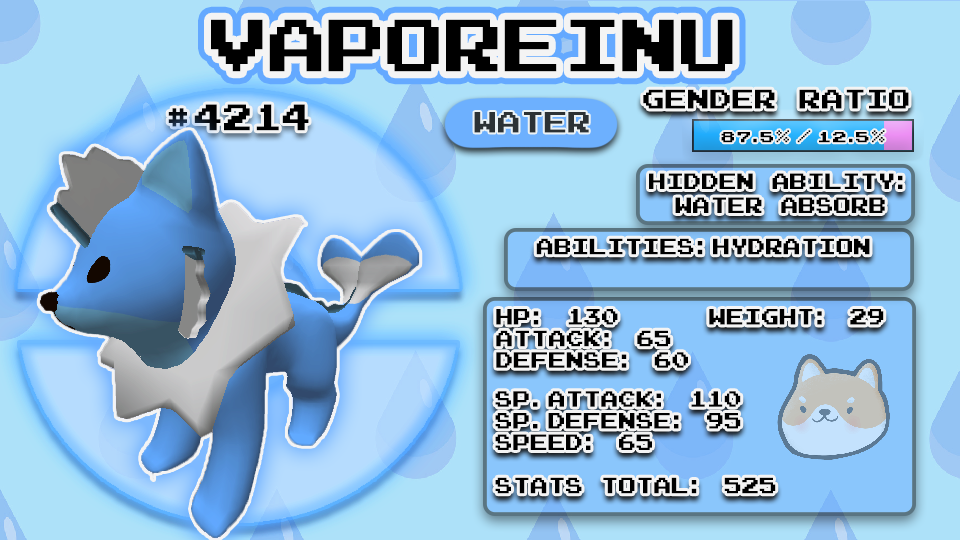 VAPOREINU
#4214
WATER
GENDER RATIO
87.5% / 12.5%
HIDDEN ABILITY:
WATER ABSORB
ABILITIES: HYDRATION
HP: 130
WEIGHT: 29
ATTACK: 65
DEFENSE: 60
SP. ATTACK: 110
SP. DEFENSE: 95
SPEED: 65
STATS TOTAL: 525